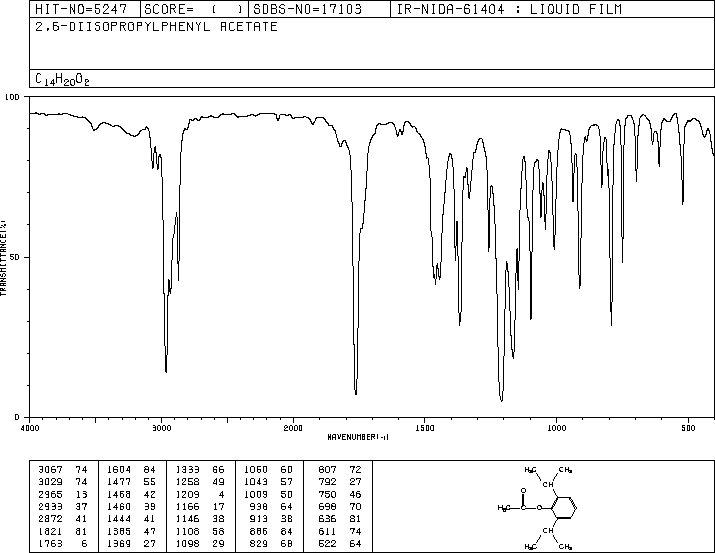 HIT-NO=5247 SCORE= ( ) SDBS-NO=17103 IR-NIDA-61404 : LIQUID FILM
2,6-DIISOPROPYLPHENYL ACETATE
C14H20O2
100
50
0
TRANSMITTANCE(%)
4000 3000 2000 1500 1000 500
WAVENUMBER(-1)
3067 74 1604 84 1333 66 1060 60 807 72
3029 74 1477 55 1258 49 1043 57 792 27
2965 13 1468 42 1209 4 1009 50 750 46
2933 37 1460 39 1166 17 938 64 698 70
2872 41 1444 41 1146 38 913 38 636 81
1821 81 1385 47 1108 58 886 84 611 74
1763 6 1369 27 1098 29 829 68 522 64
H3C CH3
CH
O
H3C C O
CH
H3C CH3